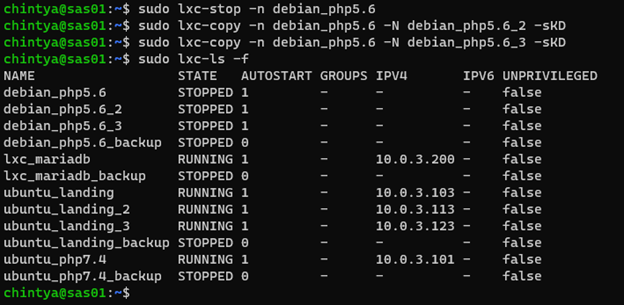 chintya@sas01:~$ sudo lxc-stop -n debian_php5.6
chintya@sas01:~$ sudo lxc-copy -n debian_php5.6 -N debian_php5.6_2 -sKD
chintya@sas01:~$ sudo lxc-copy -n debian_php5.6 -N debian_php5.6_3 -sKD
chintya@sas01:~$ sudo lxc-ls -f
NAME                  STATE   AUTOSTART GROUPS IPV4       IPV6 UNPRIVILEGED
debian_php5.6         STOPPED 1         -      -          -    false
debian_php5.6_2       STOPPED 1         -      -          -    false
debian_php5.6_3       STOPPED 1         -      -          -    false
debian_php5.6_backup  STOPPED 0         -      -          -    false
lxc_mariadb           RUNNING 1         -      10.0.3.200 -    false
lxc_mariadb_backup    STOPPED 0         -      -          -    false
ubuntu_landing        RUNNING 1         -      10.0.3.103 -    false
ubuntu_landing_2      RUNNING 1         -      10.0.3.113 -    false
ubuntu_landing_3      RUNNING 1         -      10.0.3.123 -    false
ubuntu_landing_backup STOPPED 0         -      -          -    false
ubuntu_php7.4         RUNNING 1         -      10.0.3.101 -    false
ubuntu_php7.4_backup  STOPPED 0         -      -          -    false
chintya@sas01:~$